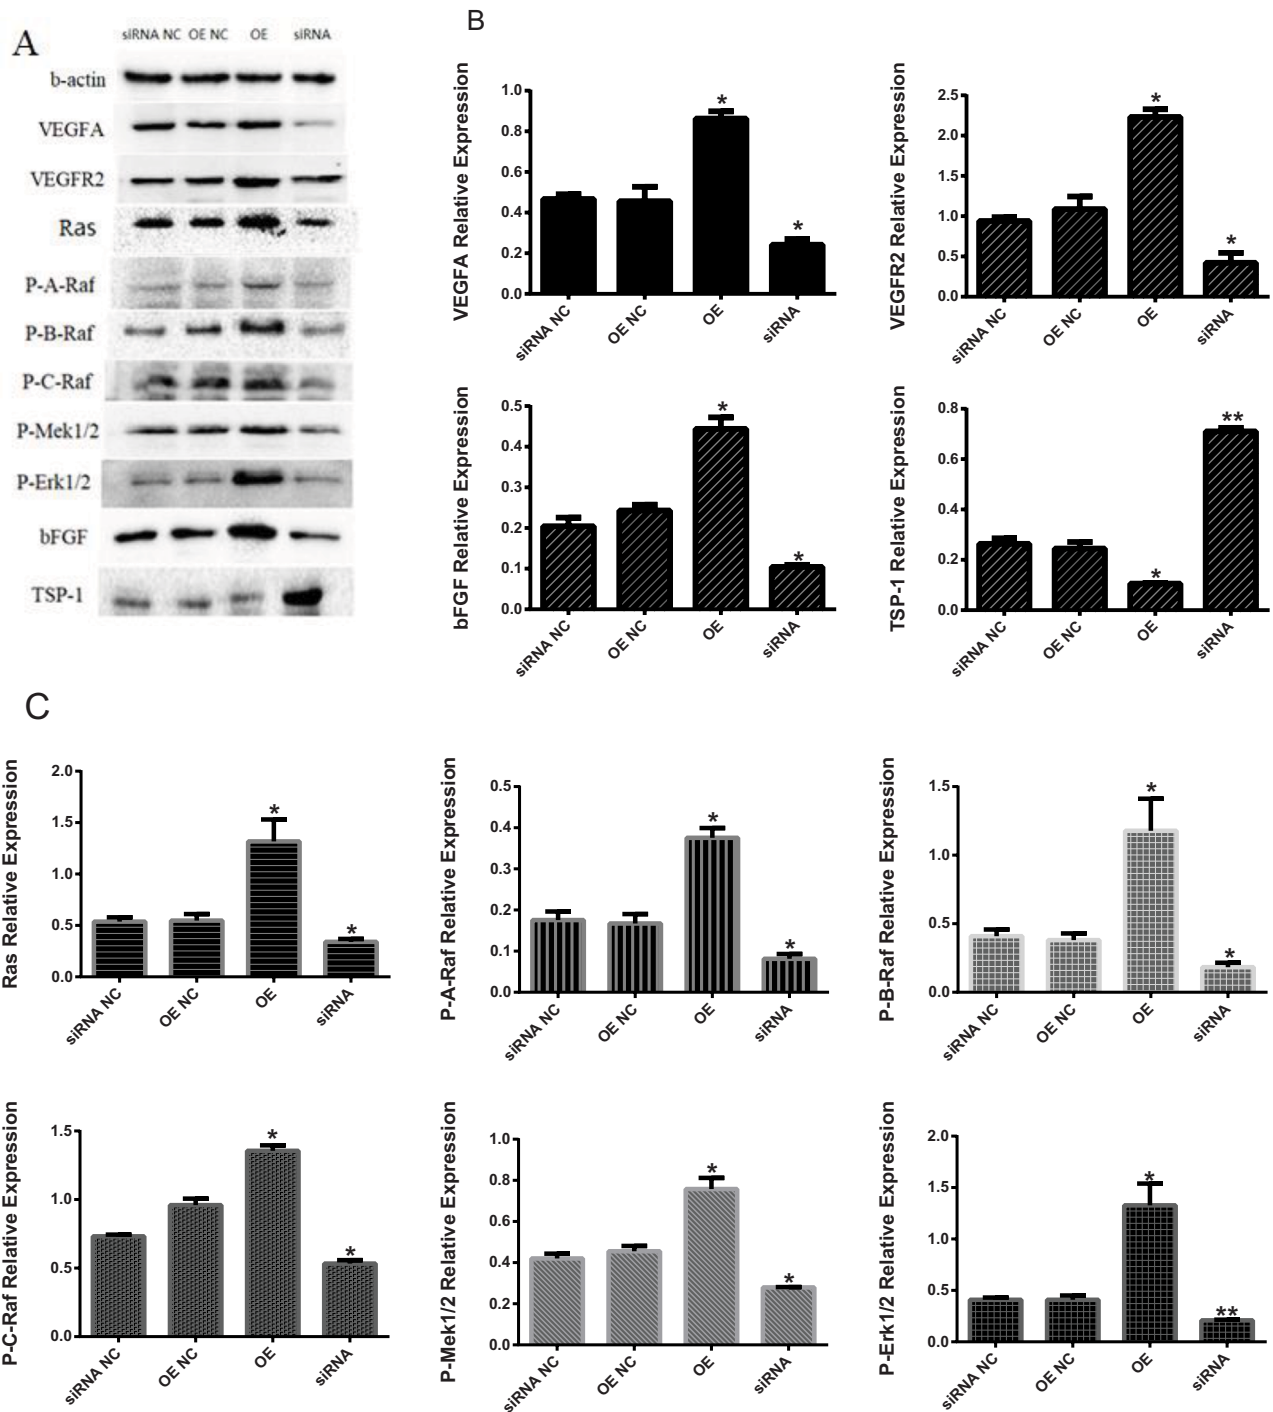 A
siRNA NC OE NC OE siRNA
b-actin
VEGFA
VEGFR2
Ras
P-A-Raf
P-B-Raf
P-C-Raf
P-Mek1/2
P-Erk1/2
bFGF
TSP-1
B
VEGFA Relative Expression
1.0
0.8
0.6
0.4
0.2
0.0
*
*
siRNA NC
OE NC
OE
siRNA
VEGFR2 Relative Expression
2.5
2.0
1.5
1.0
0.5
0.0
*
*
siRNA NC
OE NC
OE
siRNA
bFGF Relative Expression
0.5
0.4
0.3
0.2
0.1
0.0
*
*
siRNA NC
OE NC
OE
siRNA
TSP-1 Relative Expression
0.8
0.6
0.4
0.2
0.0
*
**
siRNA NC
OE NC
OE
siRNA
C
Ras Relative Expression
2.0
1.5
1.0
0.5
0.0
*
*
siRNA NC
OE NC
OE
siRNA
P-A-Raf Relative Expression
0.5
0.4
0.3
0.2
0.1
0.0
*
*
siRNA NC
OE NC
OE
siRNA
P-B-Raf Relative Expression
1.5
1.0
0.5
0.0
*
*
siRNA NC
OE NC
OE
siRNA
P-C-Raf Relative Expression
1.5
1.0
0.5
0.0
*
*
siRNA NC
OE NC
OE
siRNA
P-Mek1/2 Relative Expression
1.0
0.8
0.6
0.4
0.2
0.0
*
*
siRNA NC
OE NC
OE
siRNA
P-Erk1/2 Relative Expression
2.0
1.5
1.0
0.5
0.0
*
**
siRNA NC
OE NC
OE
siRNA